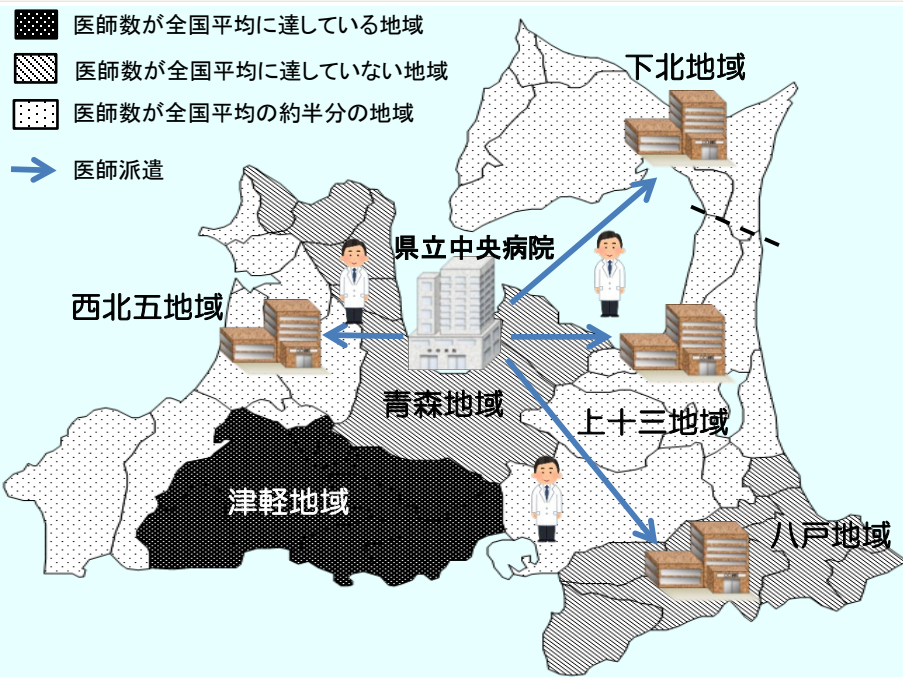 医師数が全国平均に達している地域
医師数が全国平均に達していない地域
医師数が全国平均の約半分の地域
医師派遣
下北地域
県立中央病院
西北五地域
青森地域
上十三地域
津軽地域
八戸地域